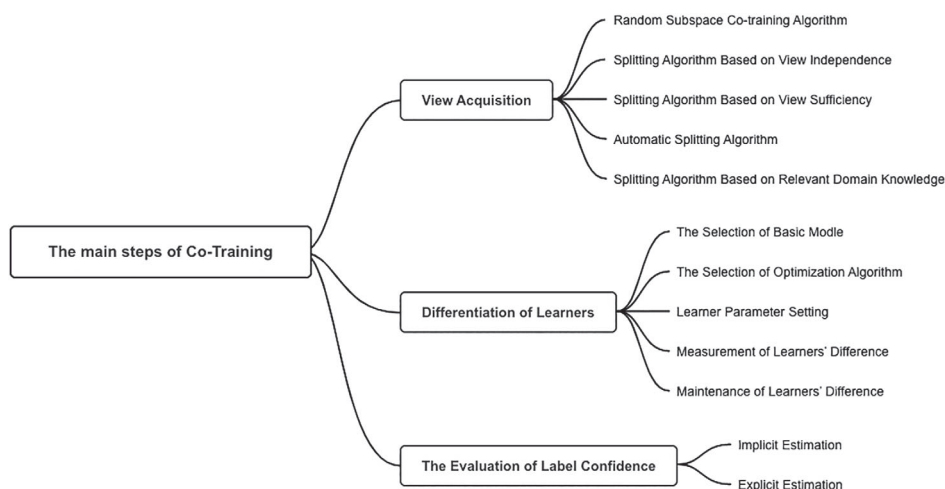 The main steps of Co-Training
View Acquisition
Random Subspace Co-training Algorithm
Splitting Algorithm Based on View Independence
Splitting Algorithm Based on View Sufficiency
Automatic Splitting Algorithm
Splitting Algorithm Based on Relevant Domain Knowledge
Differentiation of Learners
The Selection of Basic Modle
The Selection of Optimization Algorithm
Learner Parameter Setting
Measurement of Learners' Difference
Maintenance of Learners' Difference
The Evaluation of Label Confidence
Implicit Estimation
Explicit Estimation